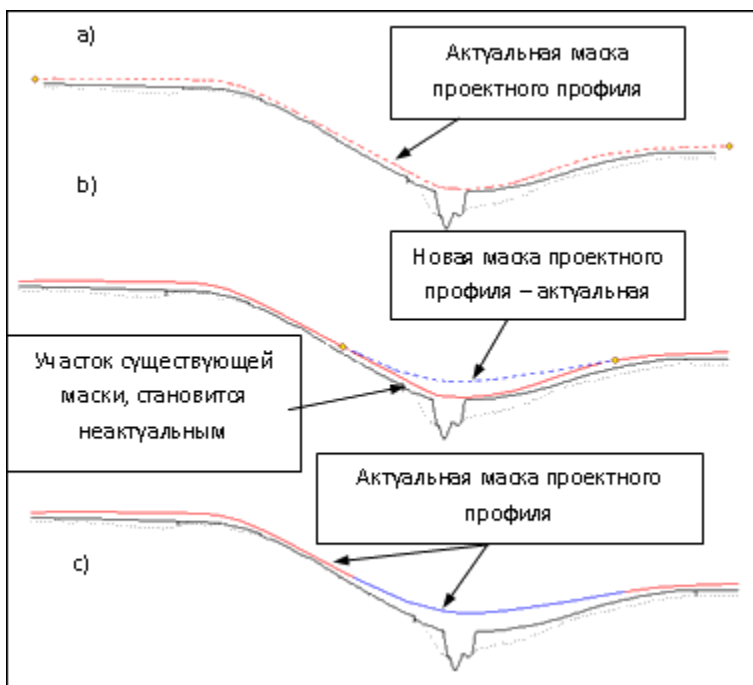 a)
Актуальная маска
проектного профиля
b)
Новая маска проектного
профиля – актуальная
Участок существующей
маски, становится
неактуальным
Актуальная маска проектного
профиля
c)